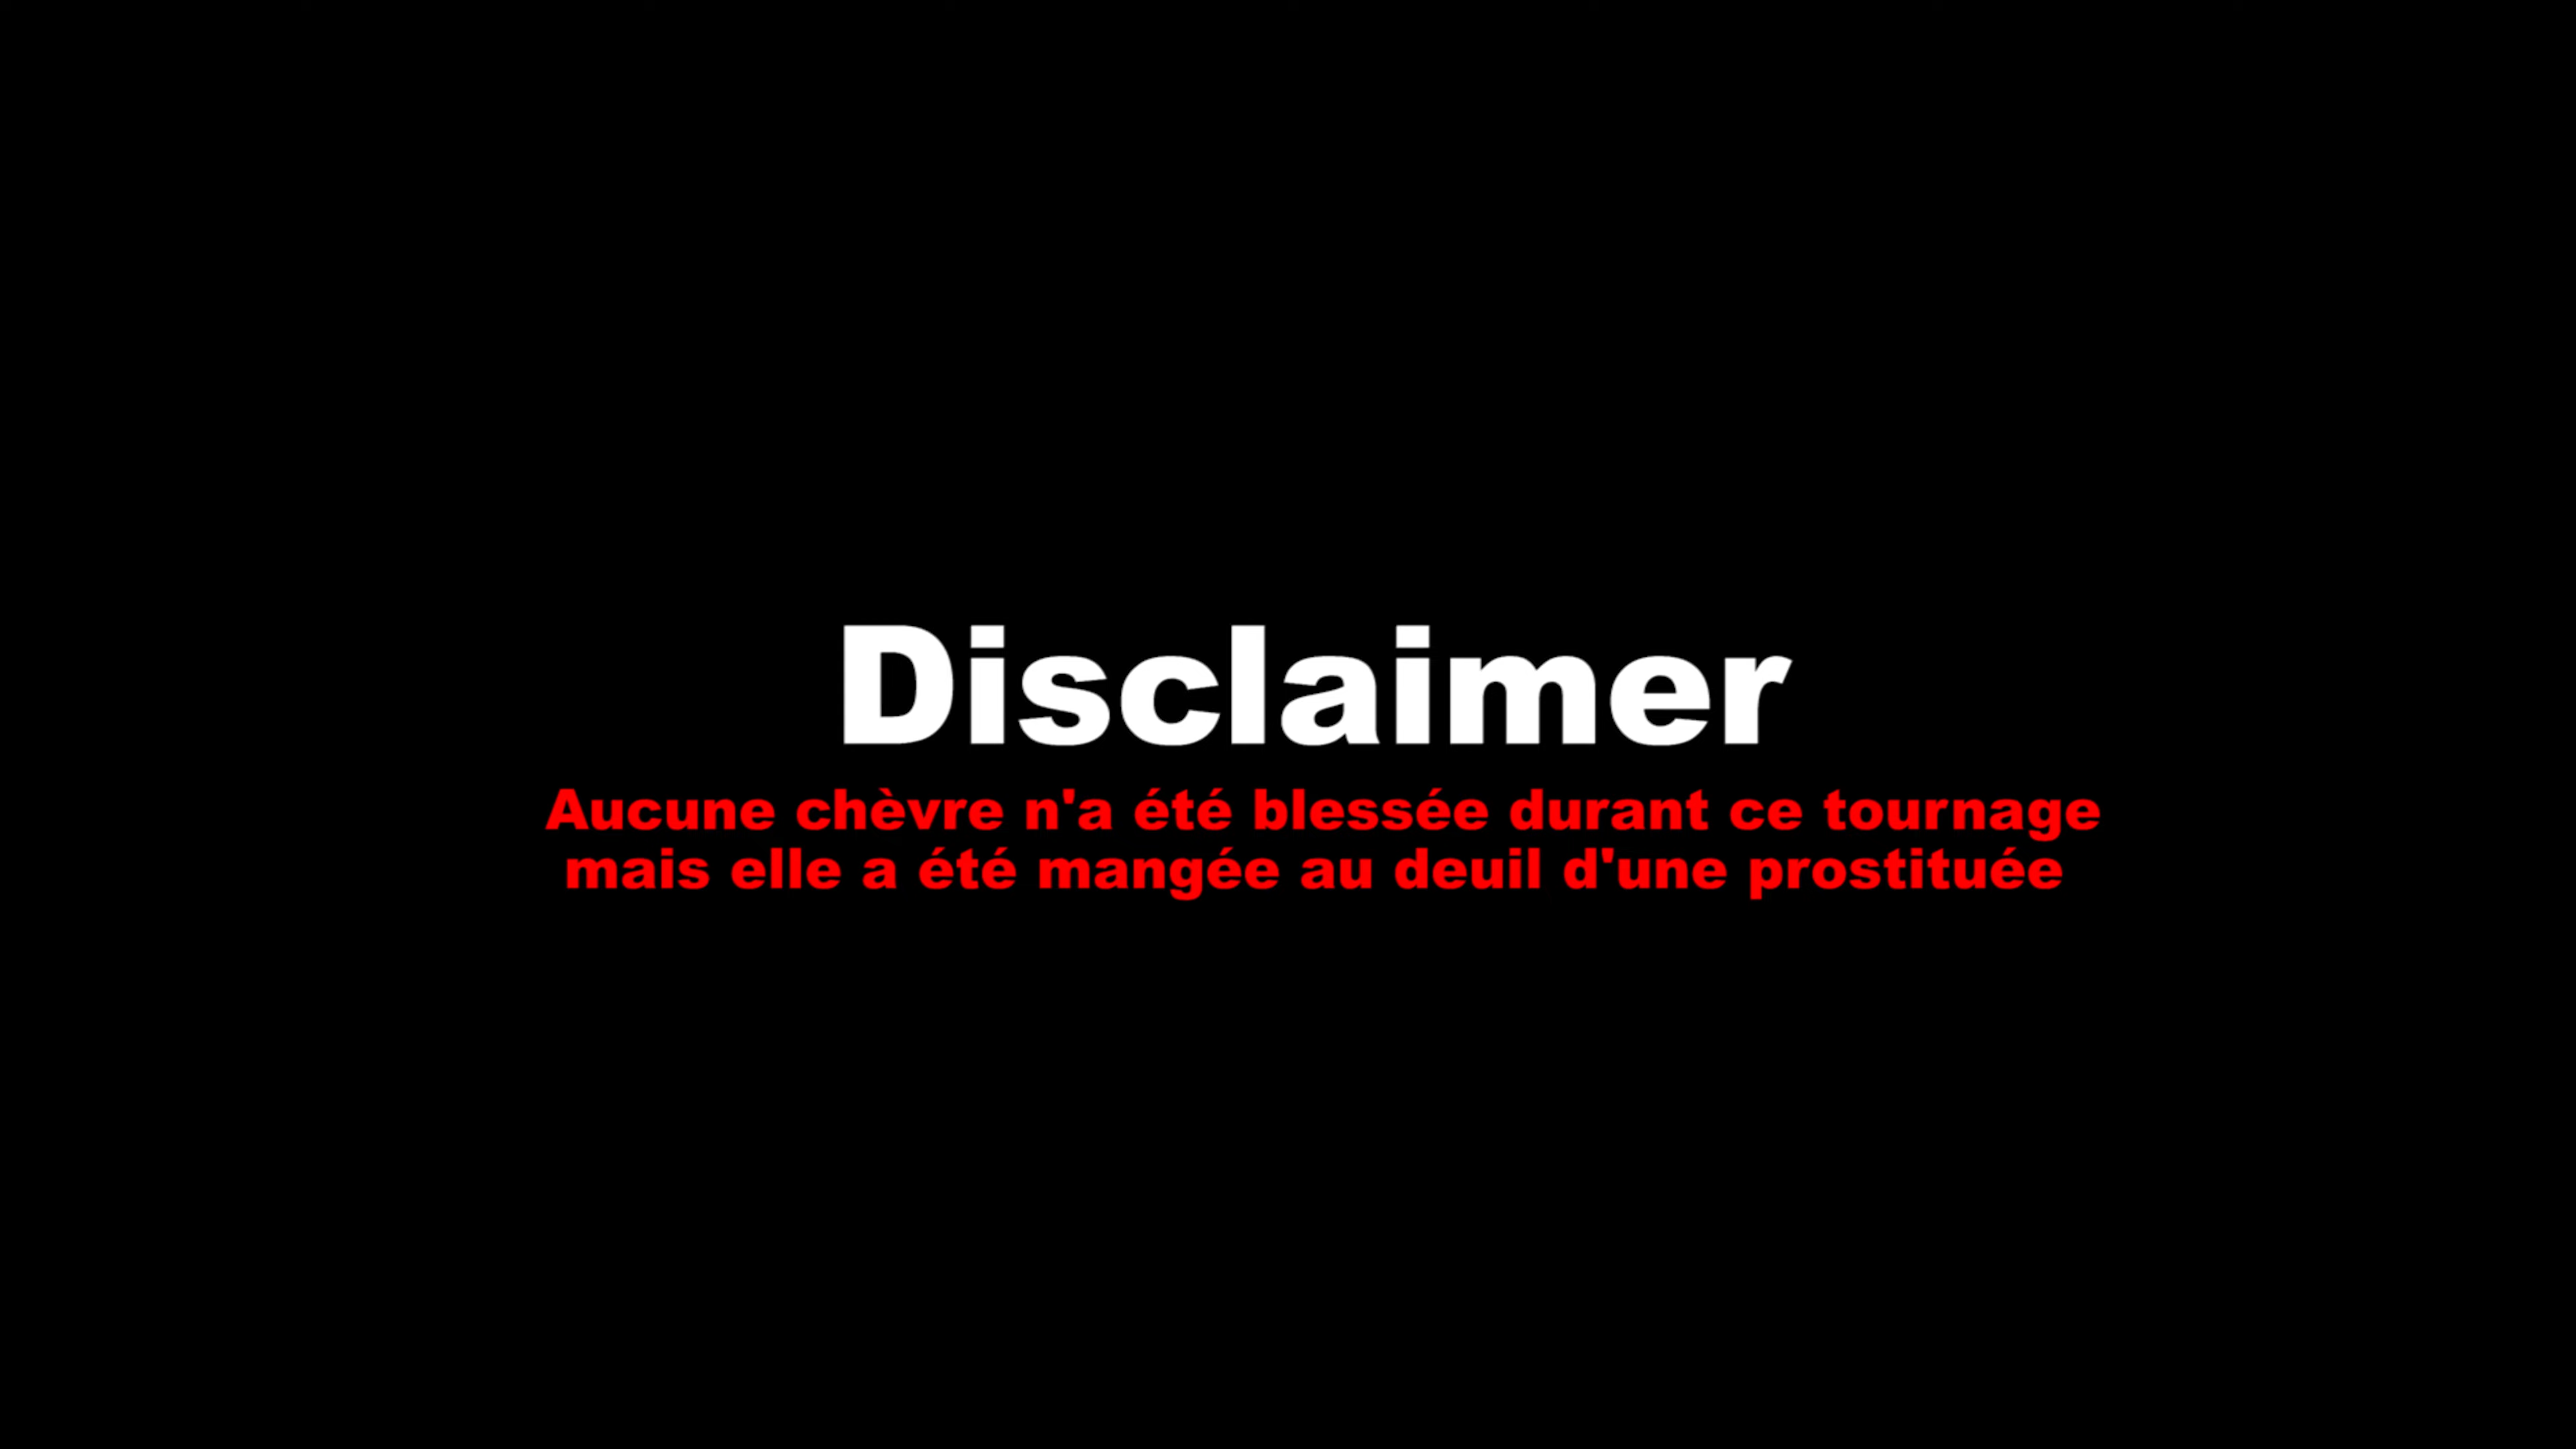 Disclaimer
Aucune chèvre n'a été blessée durant ce tournage
mais elle a été mangée au deuil d'une prostituée